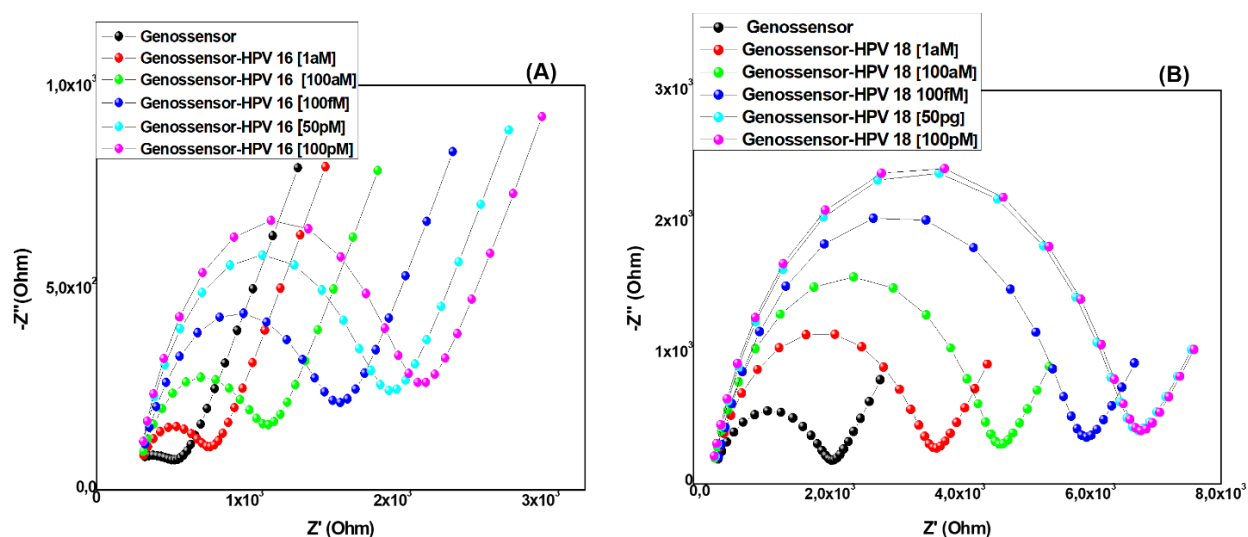 Genossensor
Genossensor-HPV 16 [1aM]
Genossensor-HPV 16 [100aM]
Genossensor-HPV 16 [100fM]
Genossensor-HPV 16 [50pM]
Genossensor-HPV 16 [100pM]
(A)
1,0x10³
5,0x10²
0,0
-Z''(Ohm)
0
1x10³
2x10³
3x10³
Z' (Ohm)
Genossensor
Genossensor-HPV 18 [1aM]
Genossensor-HPV 18 [100aM]
Genossensor-HPV 18 100fM]
Genossensor-HPV 18 [50pg]
Genossensor-HPV 18 [100pM]
(B)
3x10³
2x10³
1x10³
0
-Z'' (Ohm)
0,0
2,0x10³
4,0x10³
6,0x10³
8,0x10³
Z' (Ohm)